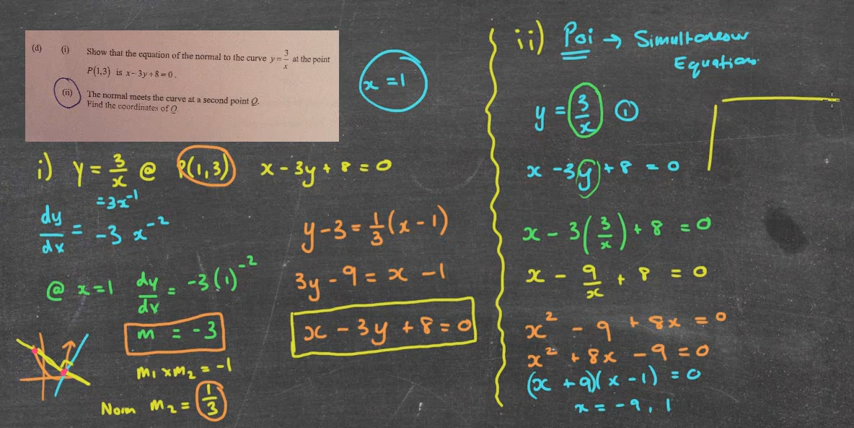 (d) (i) Show that the equation of the normal to the curve y = 3/x at the point
P(1,3) is x − 3y + 8 = 0.
(ii) The normal meets the curve at a second point Q.
Find the coordinates of Q.
x = 1
i) y = 3/x @ P(1,3) x - 3y + 8 = 0
= 3x⁻¹
dy/dx = -3x⁻²
@ x = 1 dy/dx = -3(1)⁻²
m = -3
m₁ × m₂ = -1
Norm m₂ = 1/3
y - 3 = 1/3(x - 1)
3y - 9 = x - 1
x - 3y + 8 = 0
ii) Poi → Simultaneous
Equations
y = 3/x ①
x - 3y + 8 = 0
x - 3(3/x) + 8 = 0
x - 9/x + 8 = 0
x² - 9 + 8x = 0
x² + 8x - 9 = 0
(x + 9)(x - 1) = 0
x = -9, 1